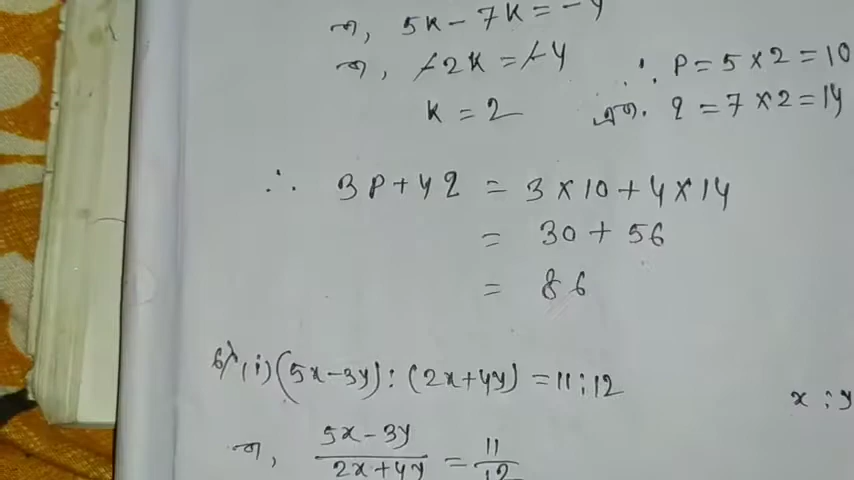 বা, 5k - 7k = -4
বা, -2k = -4 ∴ p = 5 × 2 = 10
k = 2 এবং q = 7 × 2 = 14
∴ 3p + 4q = 3 × 10 + 4 × 14
= 30 + 56
= 86
6) (i) (5x - 3y) : (2x + 4y) = 11 : 12 x : y
বা, (5x - 3y)/(2x + 4y) = 11/12